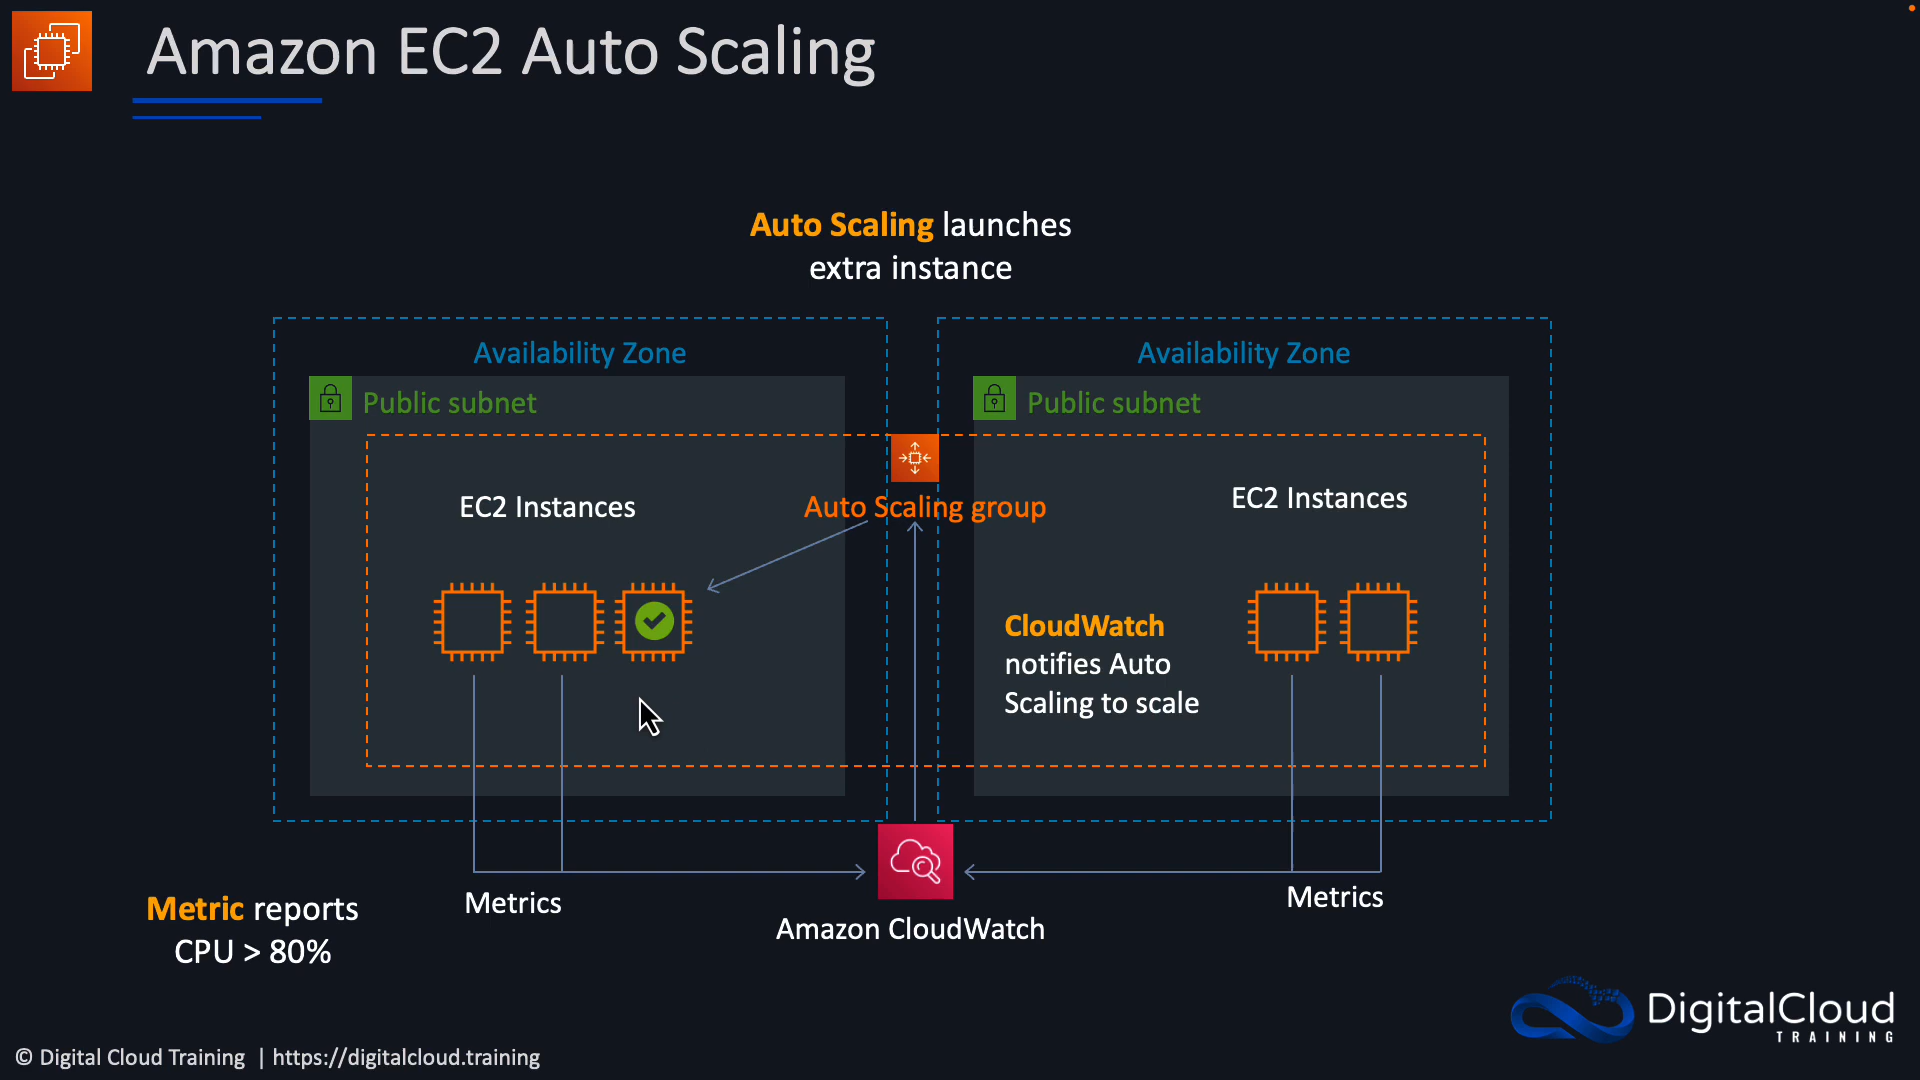 Amazon EC2 Auto Scaling
Auto Scaling launches
extra instance
Availability Zone
Public subnet
EC2 Instances
Auto Scaling group
Availability Zone
Public subnet
EC2 Instances
CloudWatch
notifies Auto
Scaling to scale
Metric reports
CPU > 80%
Metrics
Amazon CloudWatch
Metrics
DigitalCloud
TRAINING
© Digital Cloud Training | https://digitalcloud.training